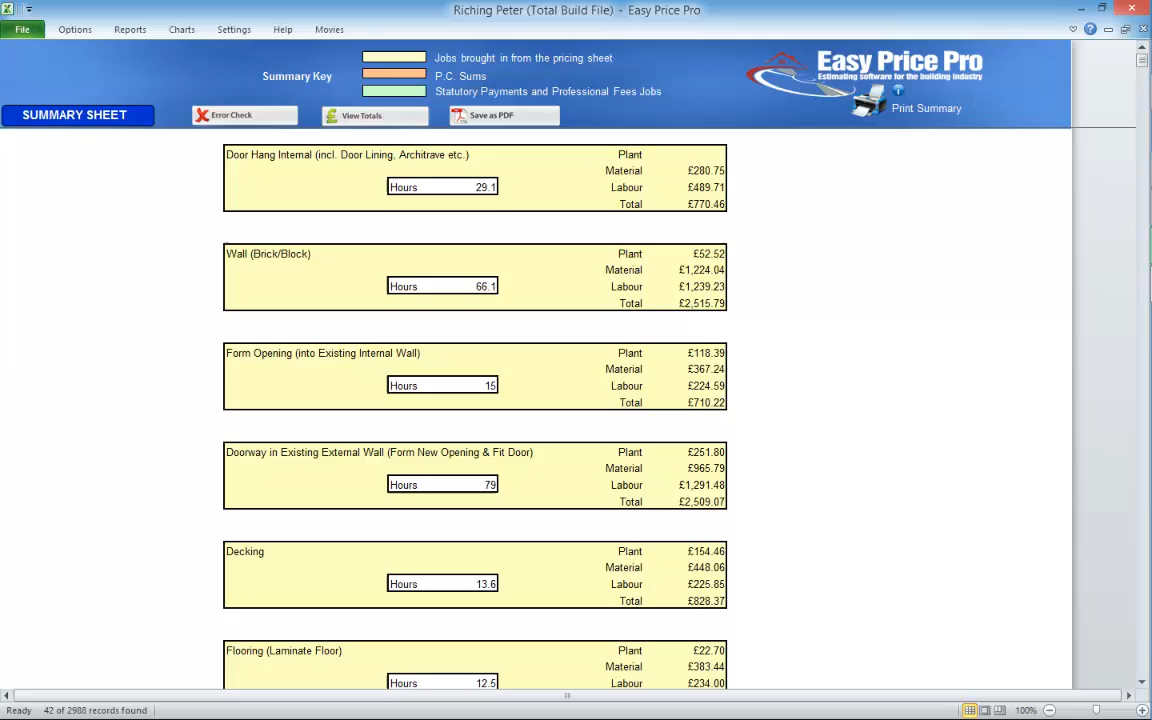 Riching Peter (Total Build File) – Easy Price Pro
File Options Reports Charts Settings Help Movies
Summary Key
Jobs brought in from the pricing sheet
P.C. Sums
Statutory Payments and Professional Fees Jobs
Easy Price Pro
Estimating software for the building industry
Print Summary
SUMMARY SHEET
Error Check
View Totals
Save as PDF
Door Hang Internal (incl. Door Lining, Architrave etc.) Plant
Material £280.75
Hours 29.1 Labour £489.71
Total £770.46
Wall (Brick/Block) Plant £52.52
Material £1,224.04
Hours 66.1 Labour £1,239.23
Total £2,515.79
Form Opening (into Existing Internal Wall) Plant £118.39
Material £367.24
Hours 15 Labour £224.59
Total £710.22
Doorway in Existing External Wall (Form New Opening & Fit Door) Plant £251.80
Material £965.79
Hours 79 Labour £1,291.48
Total £2,509.07
Decking Plant £154.46
Material £448.06
Hours 13.6 Labour £225.85
Total £828.37
Flooring (Laminate Floor) Plant £22.70
Material £383.44
Hours 12.5 Labour £234.00
Ready 42 of 2988 records found 100%